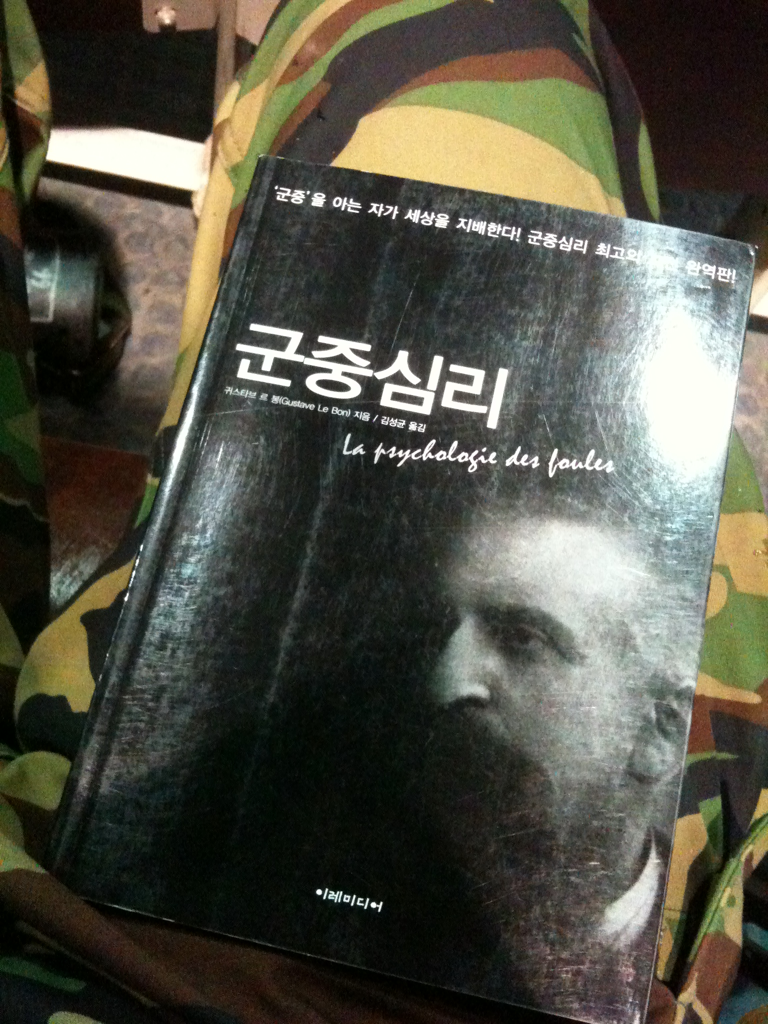 '군중'을 아는 자가 세상을 지배한다! 군중심리 최고의 완역판!
군중심리
귀스타브 르 봉(Gustave Le Bon) 지음 / 김성균 옮김
La psychologie des foules
이레미디어